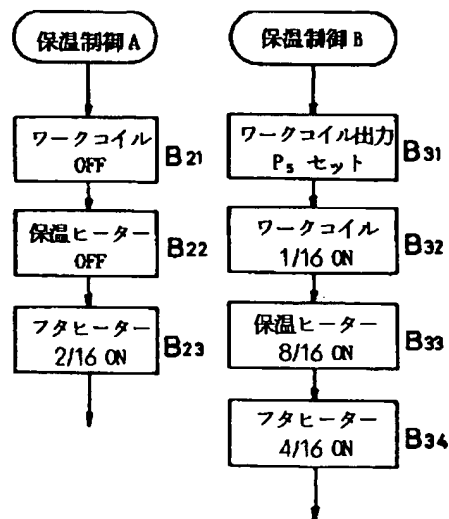 保温制御A
ワークコイル
OFF
B21
保温ヒーター
OFF
B22
フタヒーター
2/16 ON
B23
保温制御B
ワークコイル出力
P₅ セット
B31
ワークコイル
1/16 ON
B32
保温ヒーター
8/16 ON
B33
フタヒーター
4/16 ON
B34